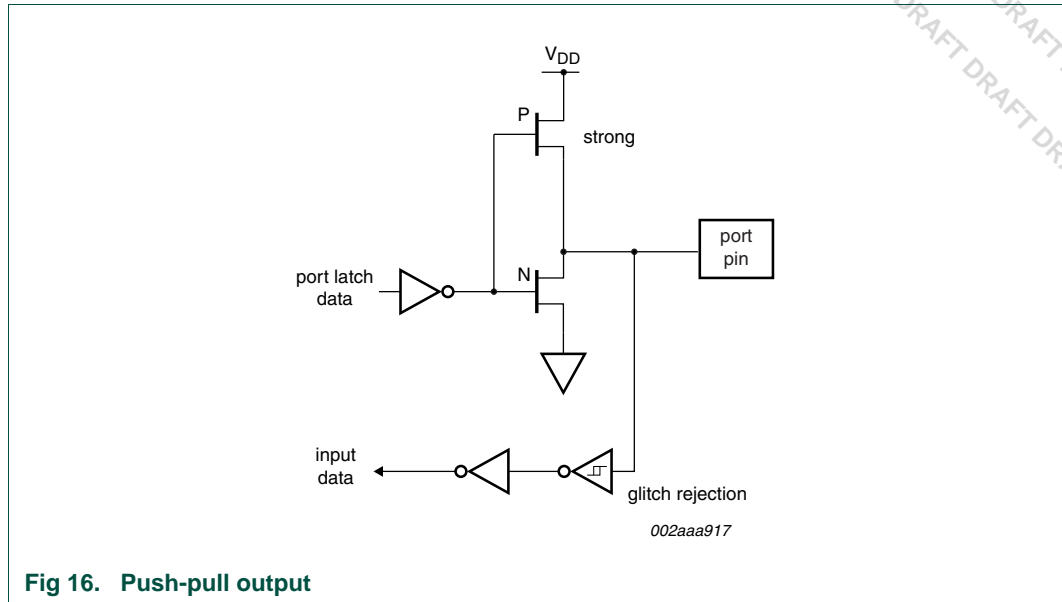 DRAFT DRAFT DR
DRAFT DRA
VDD
P
strong
port
pin
N
port latch
data
input
data
glitch rejection
002aaa917
Fig 16. Push-pull output